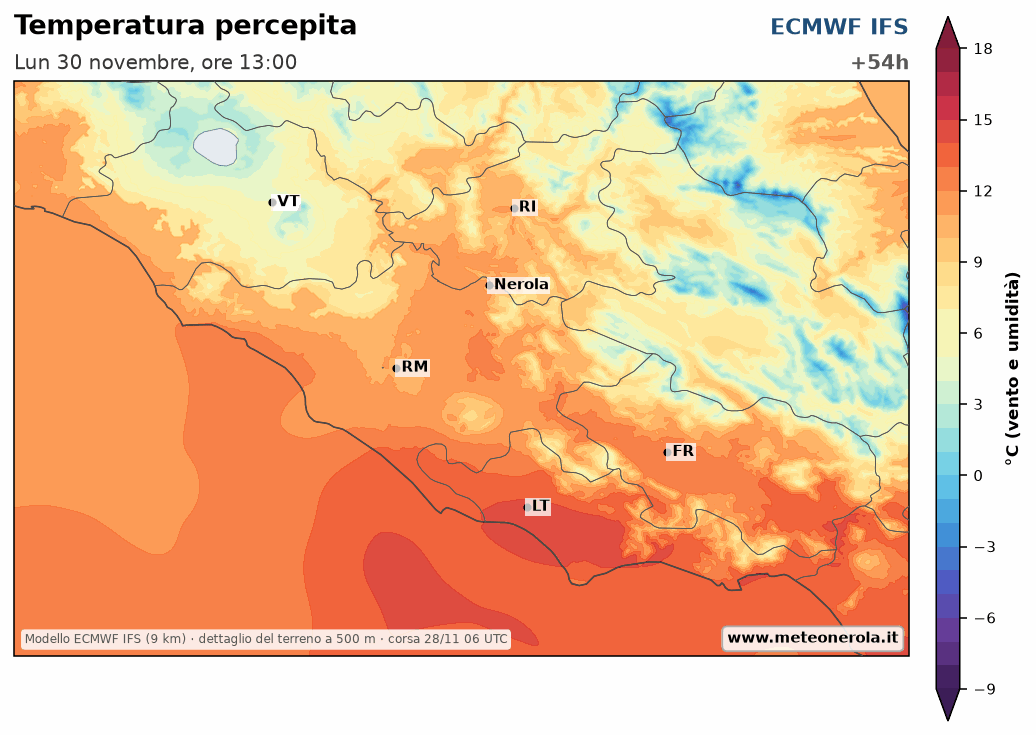 Temperatura percepita
ECMWF IFS
Lun 30 novembre, ore 13:00
+54h
18
15
12
9
6
3
0
−3
−6
−9
°C (vento e umidità)
VT
RI
Nerola
RM
FR
LT
Modello ECMWF IFS (9 km) · dettaglio del terreno a 500 m · corsa 28/11 06 UTC
www.meteonerola.it